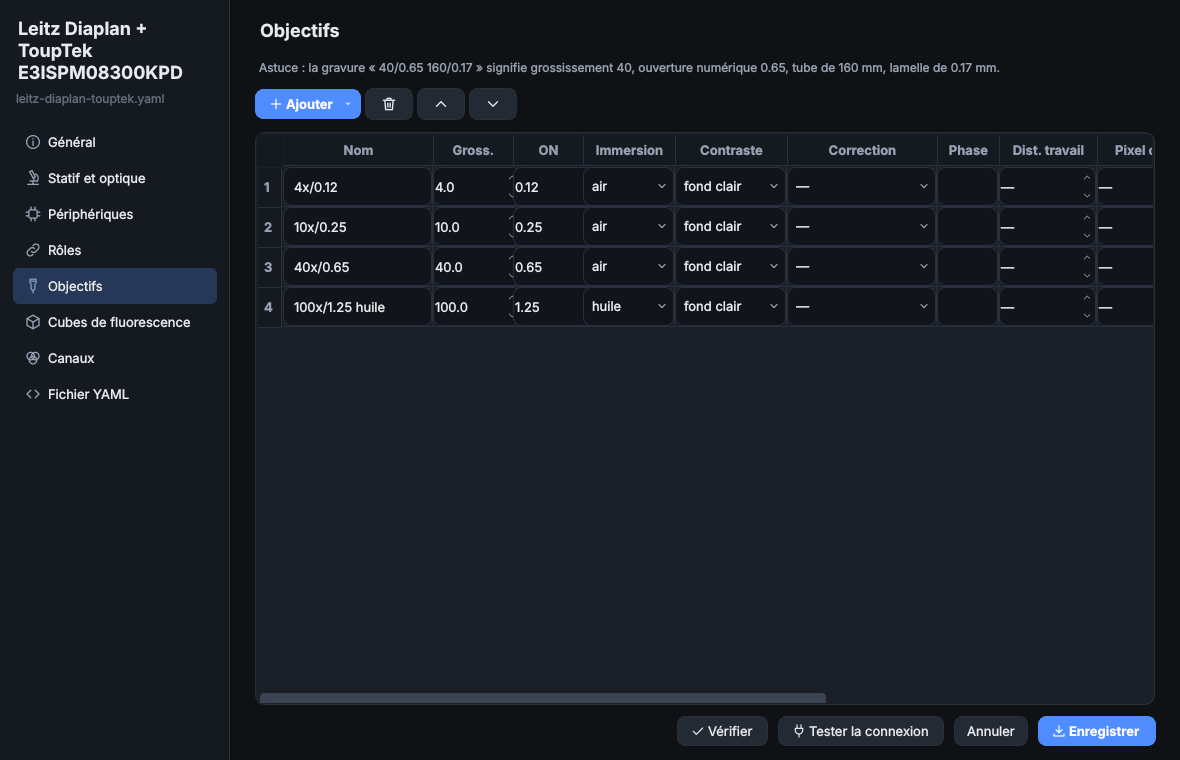 Leitz Diaplan +
ToupTek
E3ISPM08300KPD
leitz-diaplan-touptek.yaml
Général
Statif et optique
Périphériques
Rôles
Objectifs
Cubes de fluorescence
Canaux
Fichier YAML
Objectifs
Astuce : la gravure « 40/0.65 160/0.17 » signifie grossissement 40, ouverture numérique 0.65, tube de 160 mm, lamelle de 0.17 mm.
Ajouter
Nom Gross. ON Immersion Contraste Correction Phase Dist. travail Pixel
1 4x/0.12 4.0 0.12 air fond clair — — —
2 10x/0.25 10.0 0.25 air fond clair — — —
3 40x/0.65 40.0 0.65 air fond clair — — —
4 100x/1.25 huile 100.0 1.25 huile fond clair — — —
Vérifier Tester la connexion Annuler Enregistrer